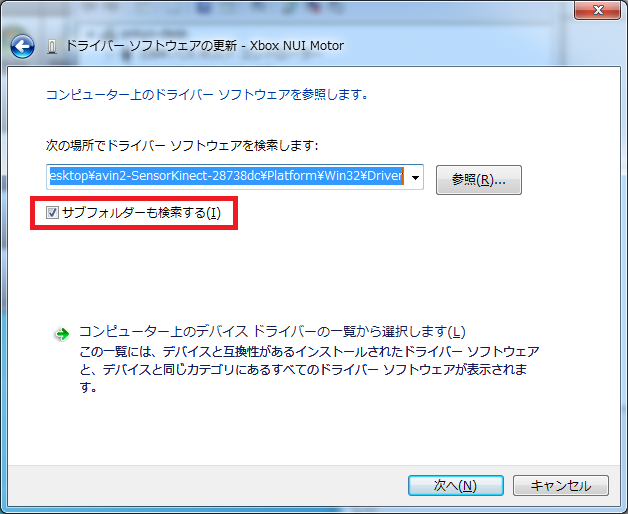 ドライバー ソフトウェアの更新 - Xbox NUI Motor
コンピューター上のドライバー ソフトウェアを参照します。
次の場所でドライバー ソフトウェアを検索します:
esktop¥avin2-SensorKinect-28738dc¥Platform¥Win32¥Driver
参照(R)...
サブフォルダーも検索する(I)
コンピューター上のデバイス ドライバーの一覧から選択します(L)
この一覧には、デバイスと互換性があるインストールされたドライバー ソフトウェア
と、デバイスと同じカテゴリにあるすべてのドライバー ソフトウェアが表示されま
す。
次へ(N)
キャンセル